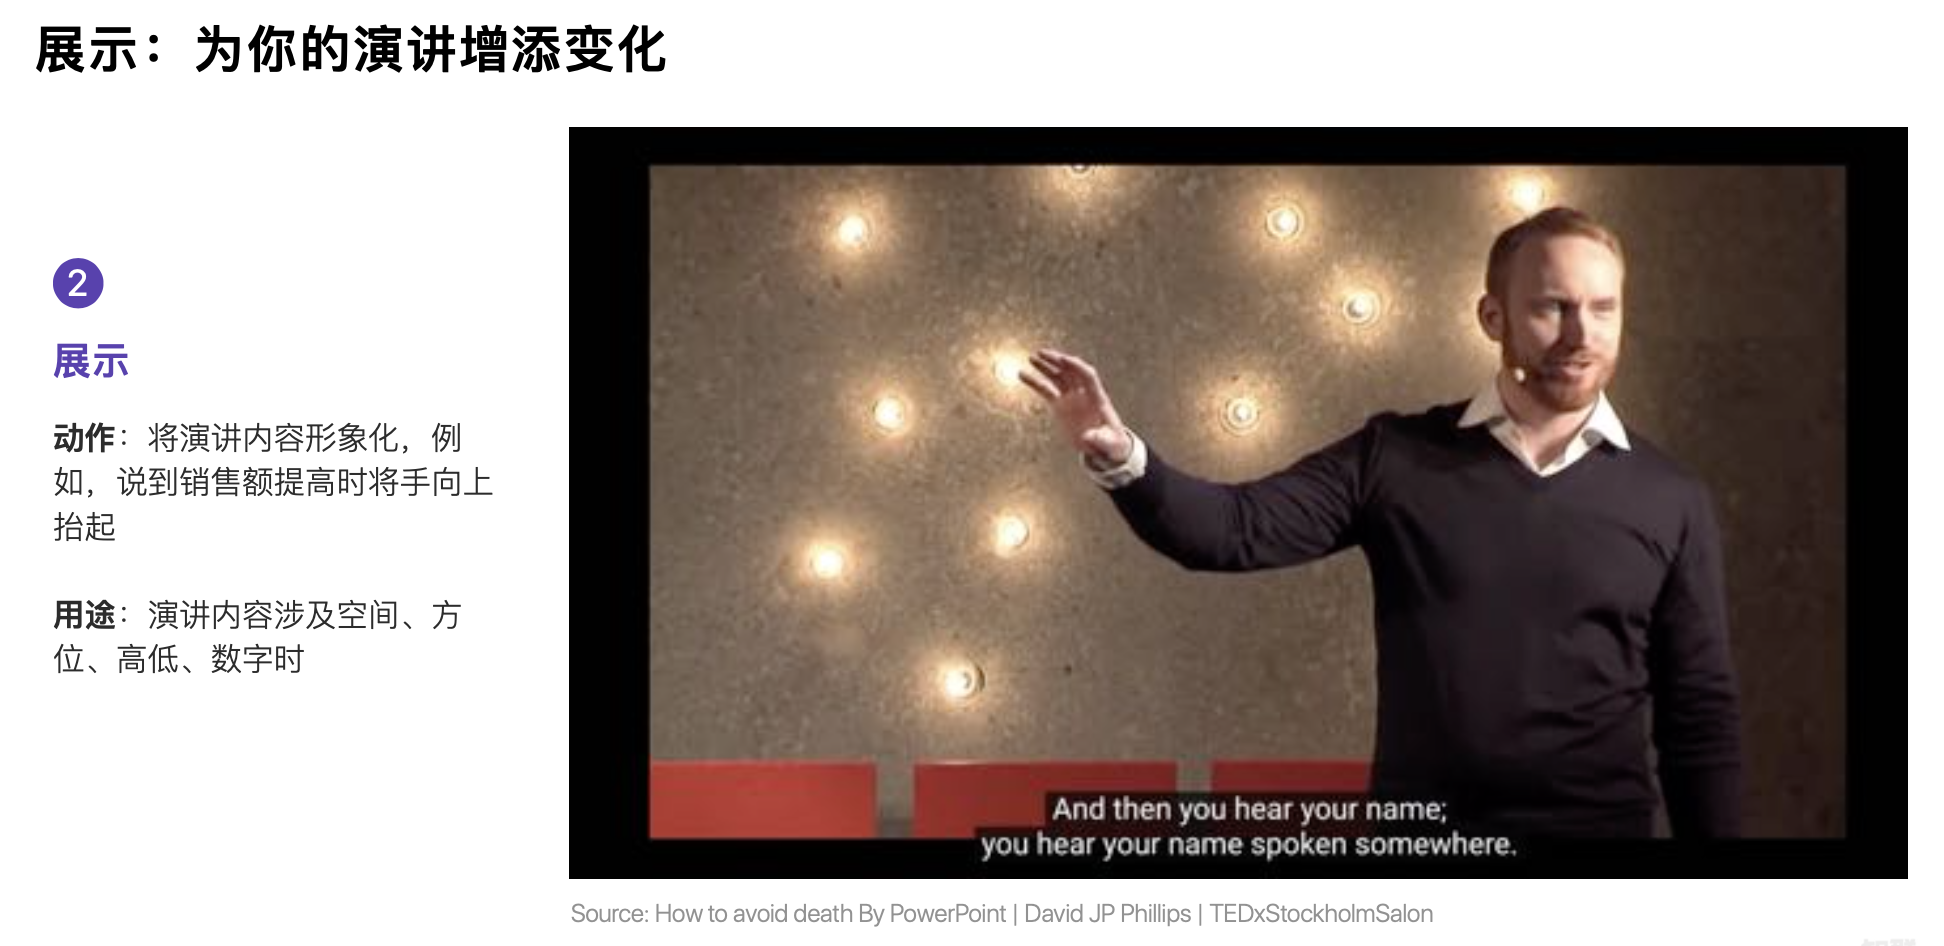 展示：为你的演讲增添变化
2
展示
动作：将演讲内容形象化，例
如，说到销售额提高时将手向上
抬起
用途：演讲内容涉及空间、方
位、高低、数字时
And then you hear your name;
you hear your name spoken somewhere.
Source: How to avoid death By PowerPoint | David JP Phillips | TEDxStockholmSalon